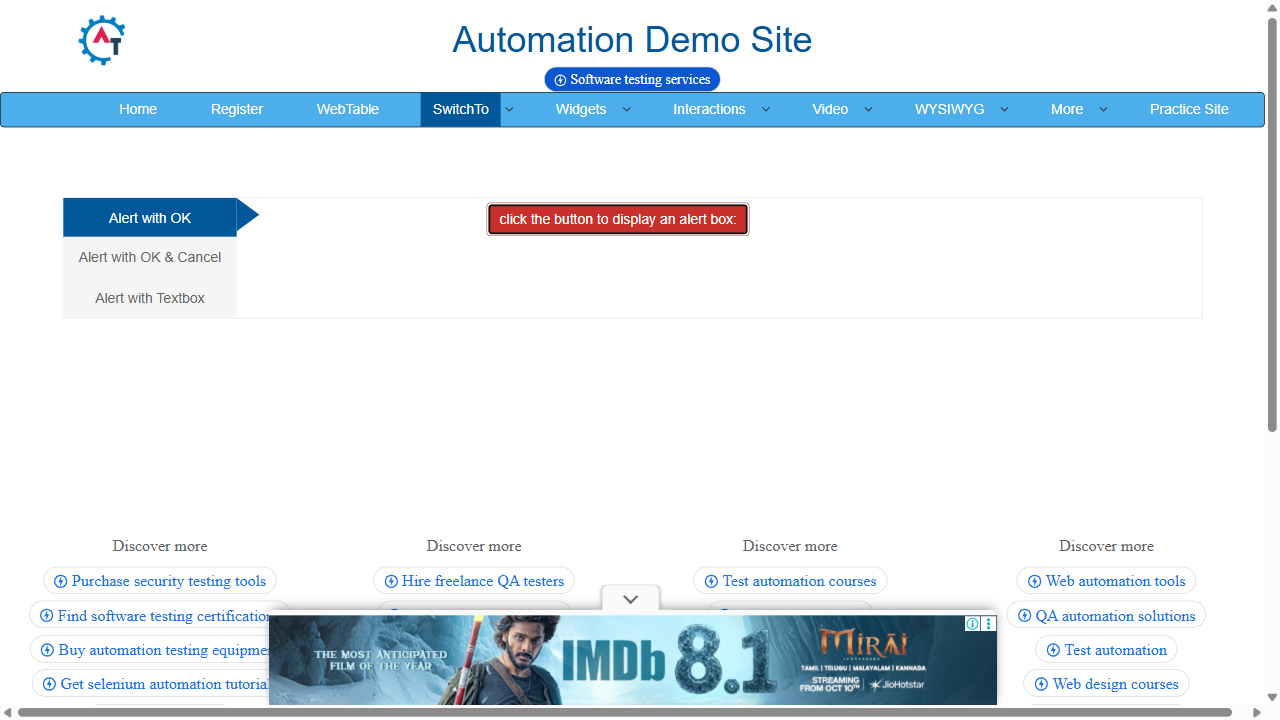 AT
Automation Demo Site
Software testing services
Home Register WebTable SwitchTo Widgets Interactions Video WYSIWYG More Practice Site
Alert with OK
click the button to display an alert box:
Alert with OK & Cancel
Alert with Textbox
Discover more
Purchase security testing tools
Find software testing certification
Buy automation testing equipme
Get selenium automation tutorial
Discover more
Hire freelance QA testers
Discover more
Test automation courses
Discover more
Web automation tools
QA automation solutions
Test automation
Web design courses
THE MOST ANTICIPATED
FILM OF THE YEAR
IMDb 8.1
MIRAI
TAMIL | TELUGU | MALAYALAM | KANNADA
STREAMING
FROM OCT 10TH
JioHotstar